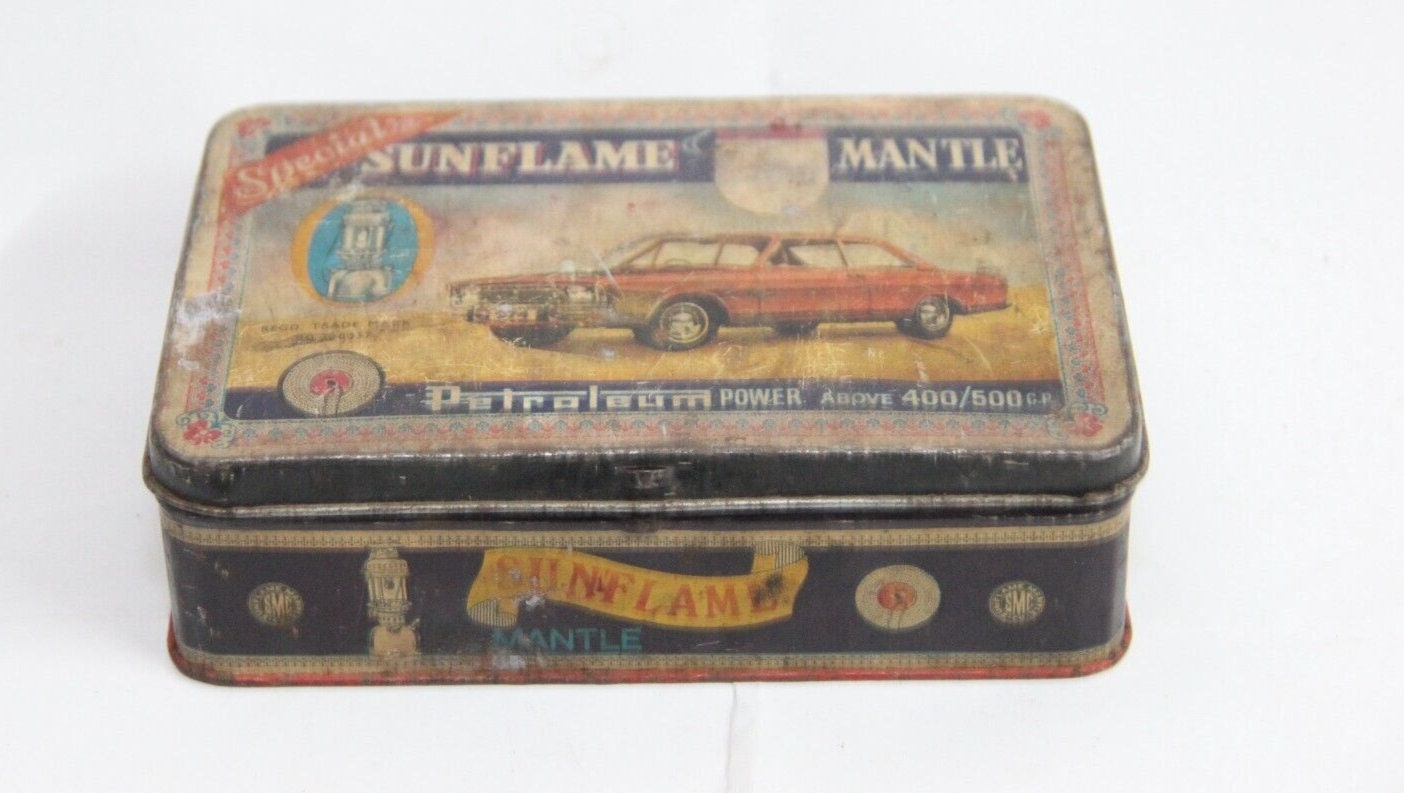 Special
SUNFLAME MANTLE
REGD TRADE MARK
Petroleum POWER ABOVE 400/500 C.P.
SMC
SUNFLAME
MANTLE
SMC